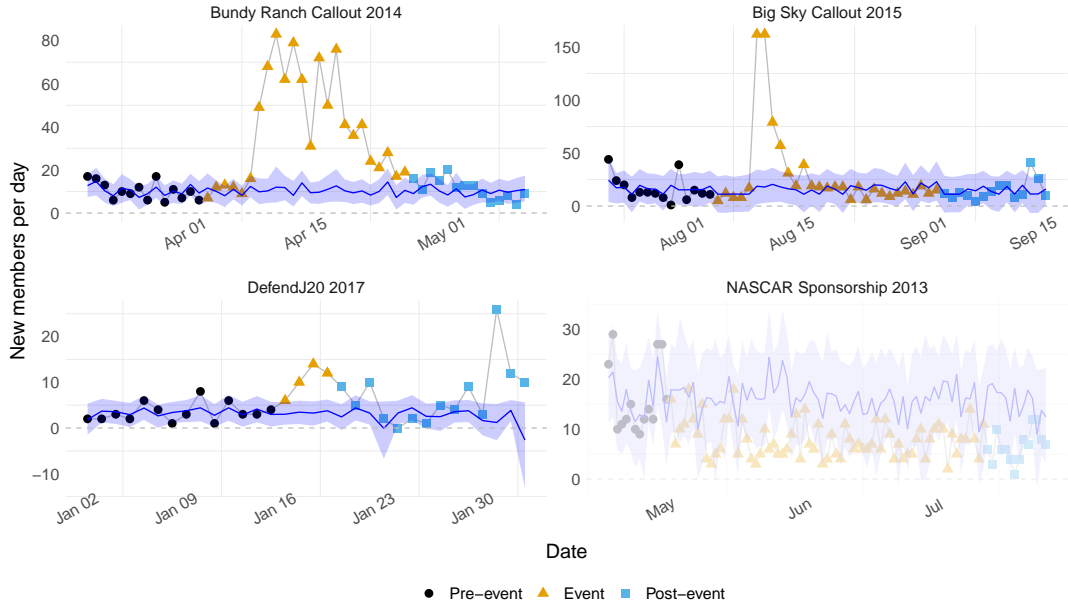 Bundy Ranch Callout 2014
Big Sky Callout 2015
80
60
40
20
0
Apr 01
Apr 15
May 01
150
100
50
0
Aug 01
Aug 15
Sep 01
Sep 15
DefendJ20 2017
NASCAR Sponsorship 2013
20
10
0
−10
Jan 02
Jan 09
Jan 16
Jan 23
Jan 30
30
20
10
0
May
Jun
Jul
New members per day
Date
Pre−event
Event
Post−event